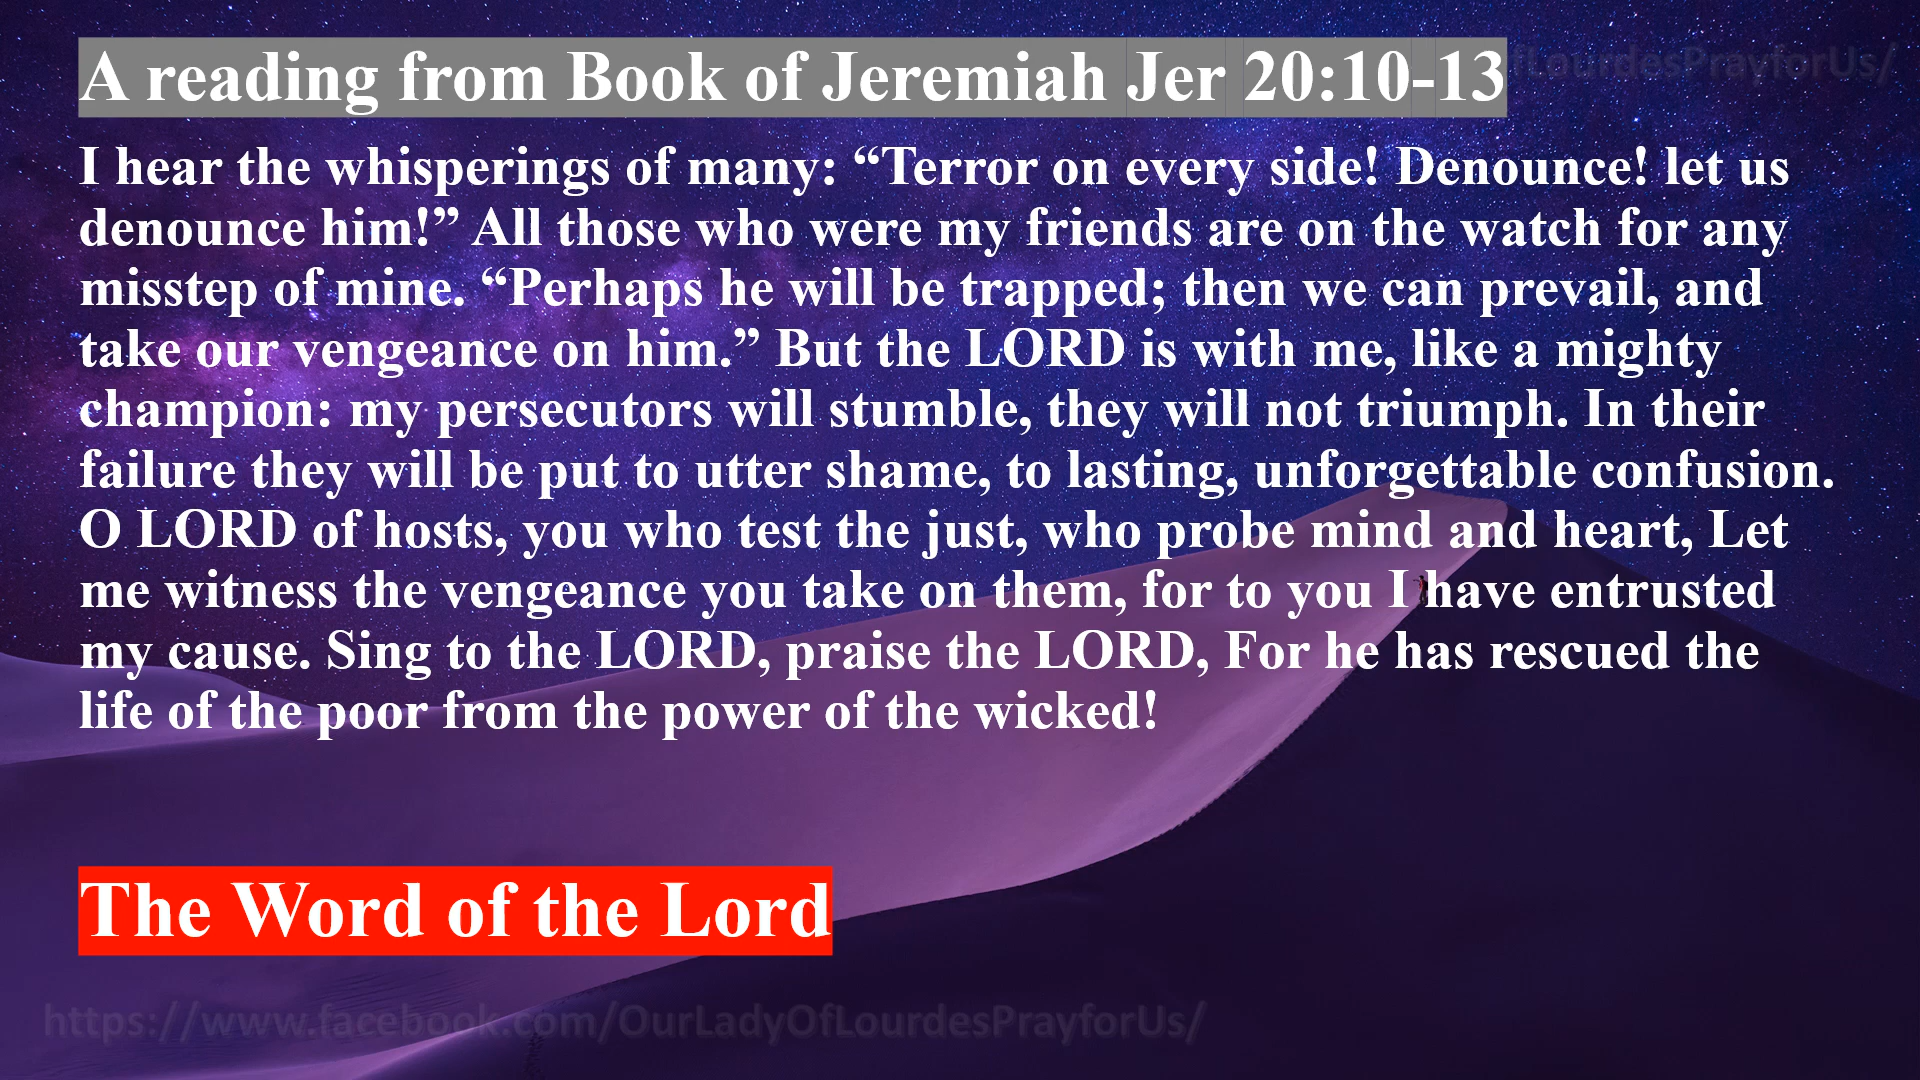 A reading from Book of Jeremiah Jer 20:10-13
fLourdesPrayforUs/
I hear the whisperings of many: “Terror on every side! Denounce! let us
denounce him!” All those who were my friends are on the watch for any
misstep of mine. “Perhaps he will be trapped; then we can prevail, and
take our vengeance on him.” But the LORD is with me, like a mighty
champion: my persecutors will stumble, they will not triumph. In their
failure they will be put to utter shame, to lasting, unforgettable confusion.
O LORD of hosts, you who test the just, who probe mind and heart, Let
me witness the vengeance you take on them, for to you I have entrusted
my cause. Sing to the LORD, praise the LORD, For he has rescued the
life of the poor from the power of the wicked!
The Word of the Lord
https://www.facebook.com/OurLadyOfLourdesPrayforUs/